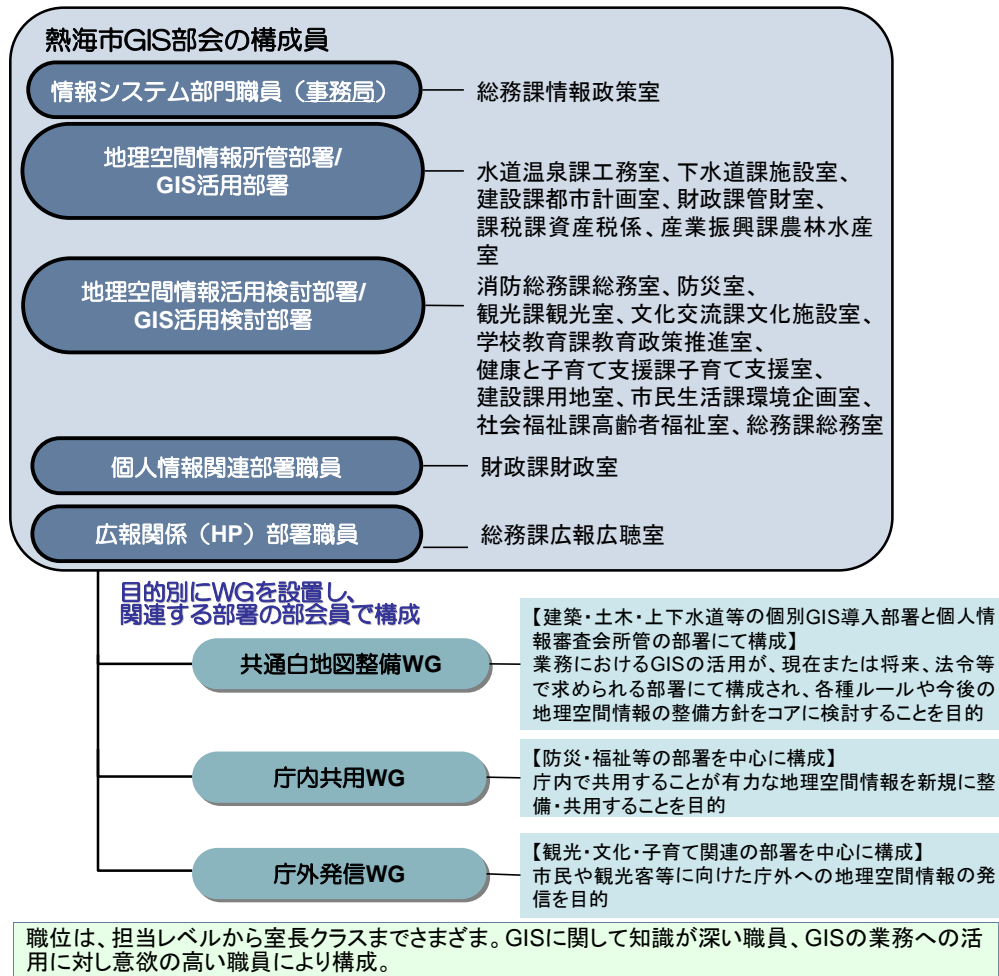 熱海市GIS部会の構成員
情報システム部門職員（事務局）
総務課情報政策室
地理空間情報所管部署/
GIS活用部署
水道温泉課工務室、下水道課施設室、
建設課都市計画室、財政課管財室、
課税課資産税係、産業振興課農林水産
室
地理空間情報活用検討部署/
GIS活用検討部署
消防総務課総務室、防災室、
観光課観光室、文化交流課文化施設室、
学校教育課教育政策推進室、
健康と子育て支援課子育て支援室、
建設課用地室、市民生活課環境企画室、
社会福祉課高齢者福祉室、総務課総務室
個人情報関連部署職員
財政課財政室
広報関係（HP）部署職員
総務課広報広聴室
目的別にWGを設置し、
関連する部署の部会員で構成
共通白地図整備WG
【建築・土木・上下水道等の個別GIS導入部署と個人情
報審査会所管の部署にて構成】
業務におけるGISの活用が、現在または将来、法令等
で求められる部署にて構成され、各種ルールや今後の
地理空間情報の整備方針をコアに検討することを目的
庁内共用WG
【防災・福祉等の部署を中心に構成】
庁内で共用することが有力な地理空間情報を新規に整
備・共用することを目的
庁外発信WG
【観光・文化・子育て関連の部署を中心に構成】
市民や観光客等に向けた庁外への地理空間情報の発
信を目的
職位は、担当レベルから室長クラスまでさまざま。GISに関して知識が深い職員、GISの業務への活
用に対し意欲の高い職員により構成。